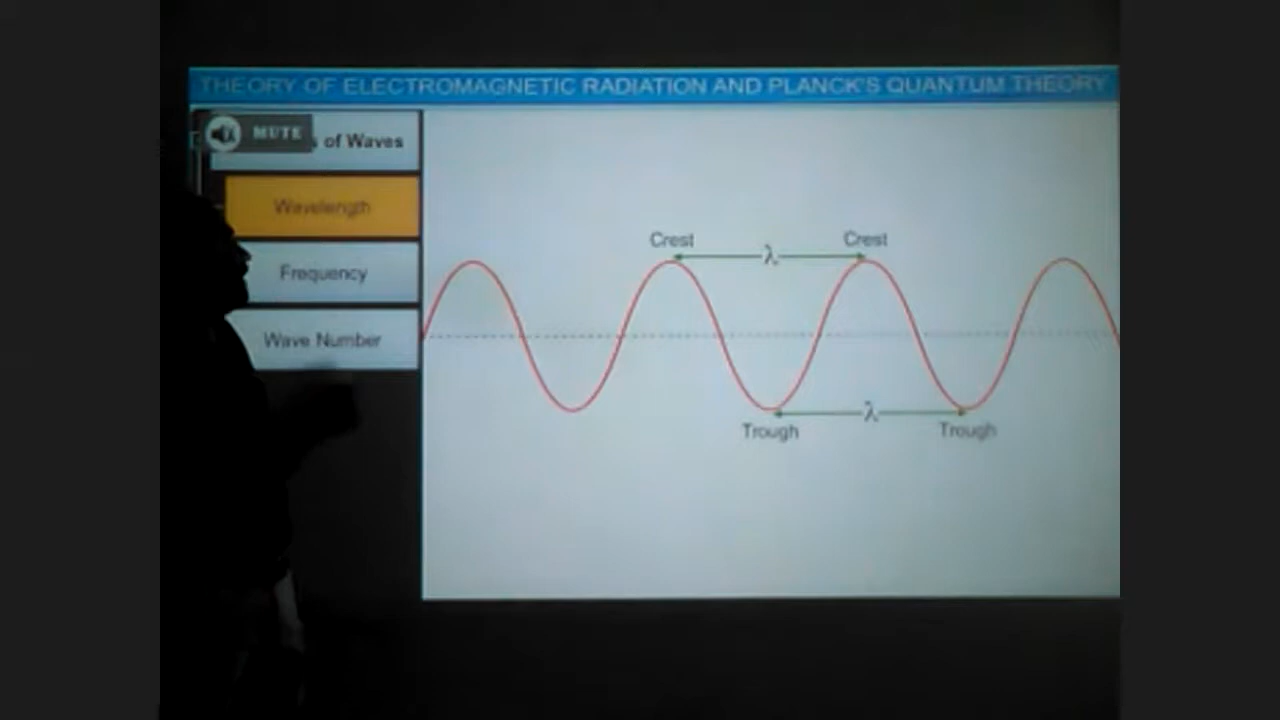 THEORY OF ELECTROMAGNETIC RADIATION AND PLANCK'S QUANTUM THEORY
MUTE
of Waves
Wavelength
Frequency
Wave Number
Crest
Crest
λ
λ
Trough
Trough